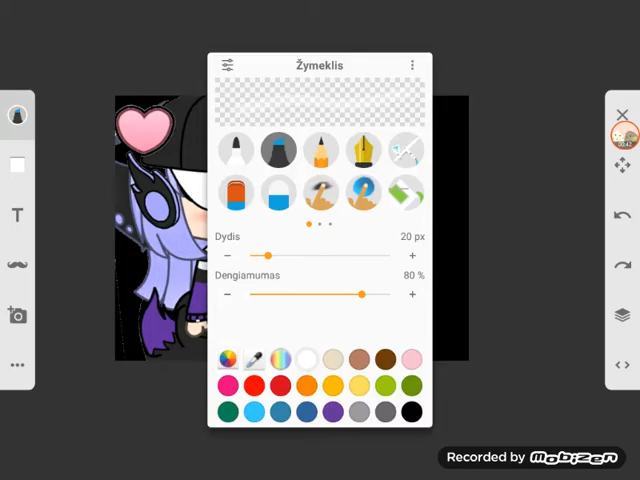 Žymeklis
T
Dydis
20 px
Dengiamumas
80 %
Recorded by Mobizen